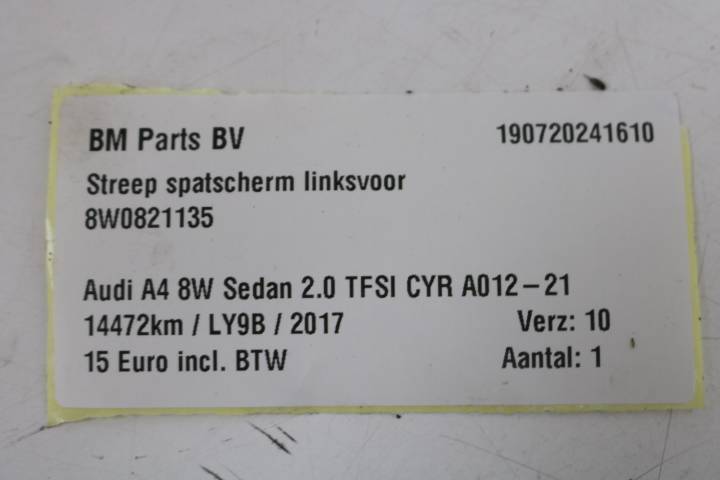 BM Parts BV 190720241610
Streep spatscherm linksvoor
8W0821135
Audi A4 8W Sedan 2.0 TFSI CYR A012-21
14472km / LY9B / 2017 Verz: 10
15 Euro incl. BTW Aantal: 1